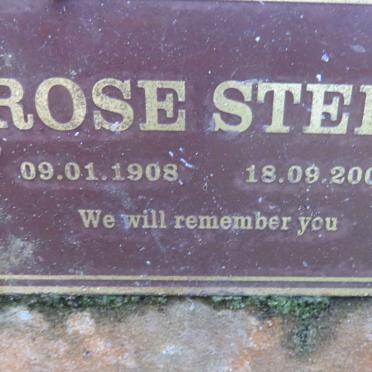 ROSE STE
09.01.1908 18.09.200
We will remember you